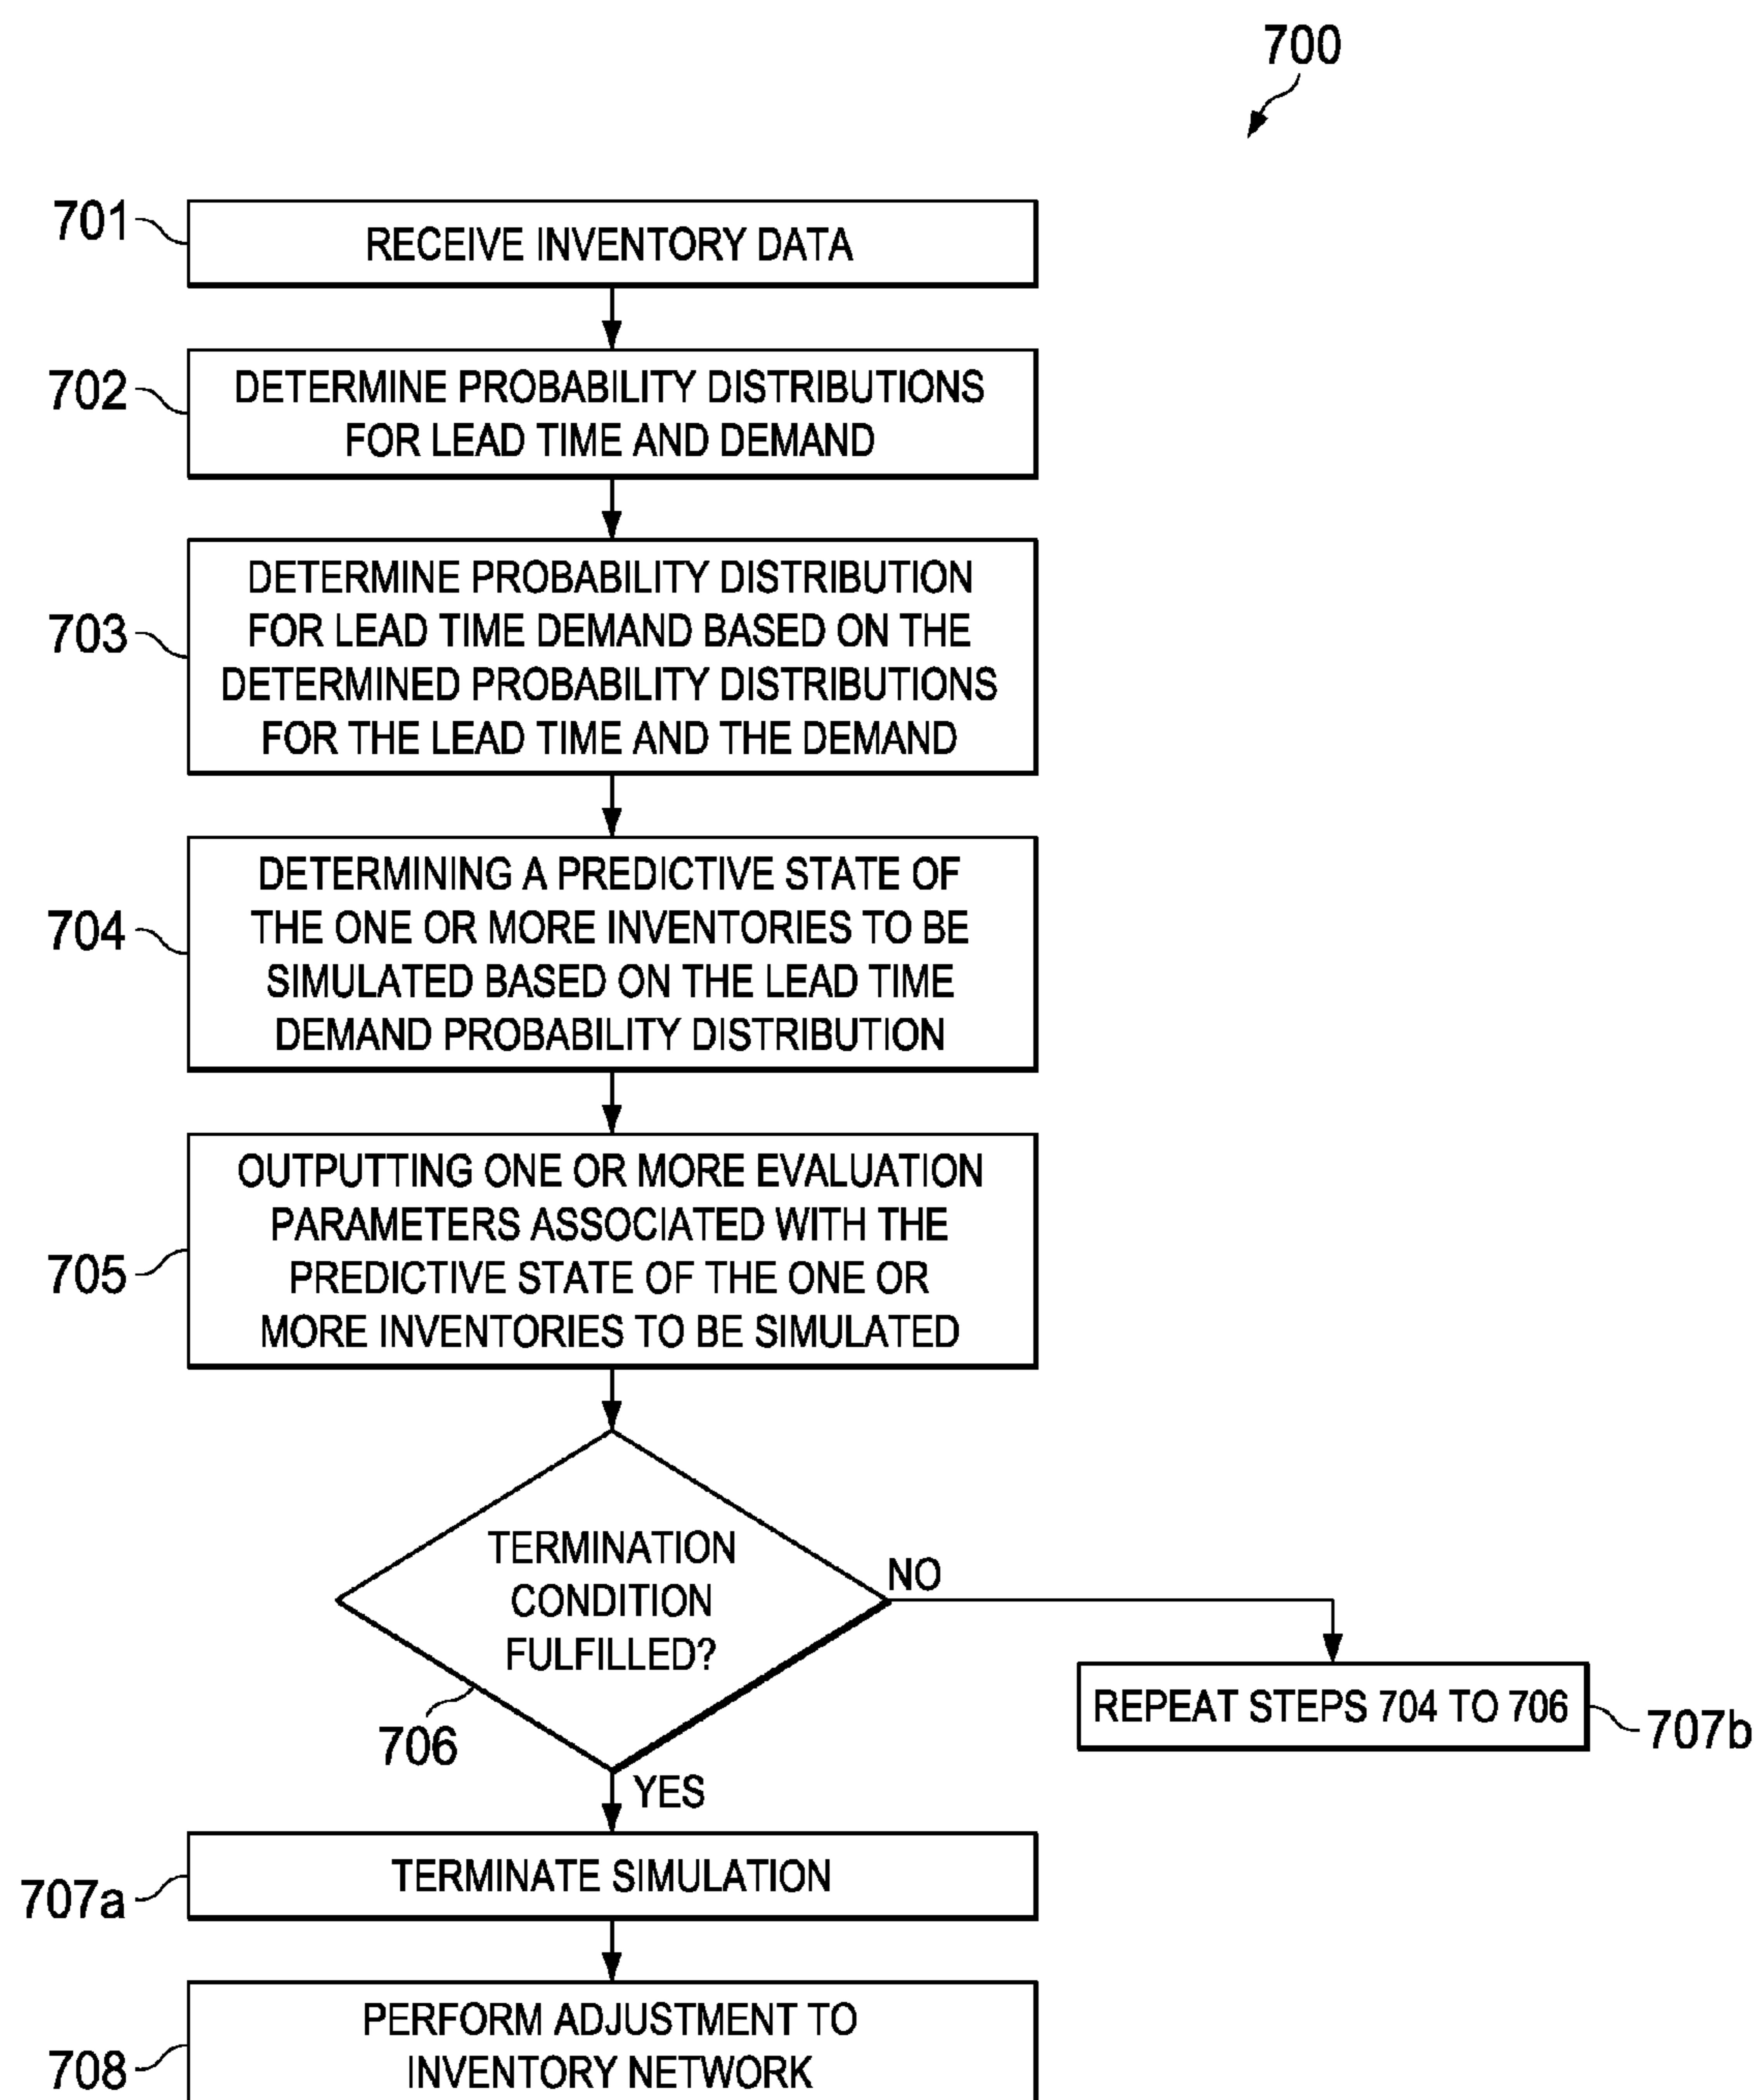 700
701
RECEIVE INVENTORY DATA
702
DETERMINE PROBABILITY DISTRIBUTIONS
FOR LEAD TIME AND DEMAND
703
DETERMINE PROBABILITY DISTRIBUTION
FOR LEAD TIME DEMAND BASED ON THE
DETERMINED PROBABILITY DISTRIBUTIONS
FOR THE LEAD TIME AND THE DEMAND
704
DETERMINING A PREDICTIVE STATE OF
THE ONE OR MORE INVENTORIES TO BE
SIMULATED BASED ON THE LEAD TIME
DEMAND PROBABILITY DISTRIBUTION
705
OUTPUTTING ONE OR MORE EVALUATION
PARAMETERS ASSOCIATED WITH THE
PREDICTIVE STATE OF THE ONE OR
MORE INVENTORIES TO BE SIMULATED
TERMINATION
CONDITION
FULFILLED?
706
NO
REPEAT STEPS 704 TO 706
707b
YES
707a
TERMINATE SIMULATION
708
PERFORM ADJUSTMENT TO
INVENTORY NETWORK